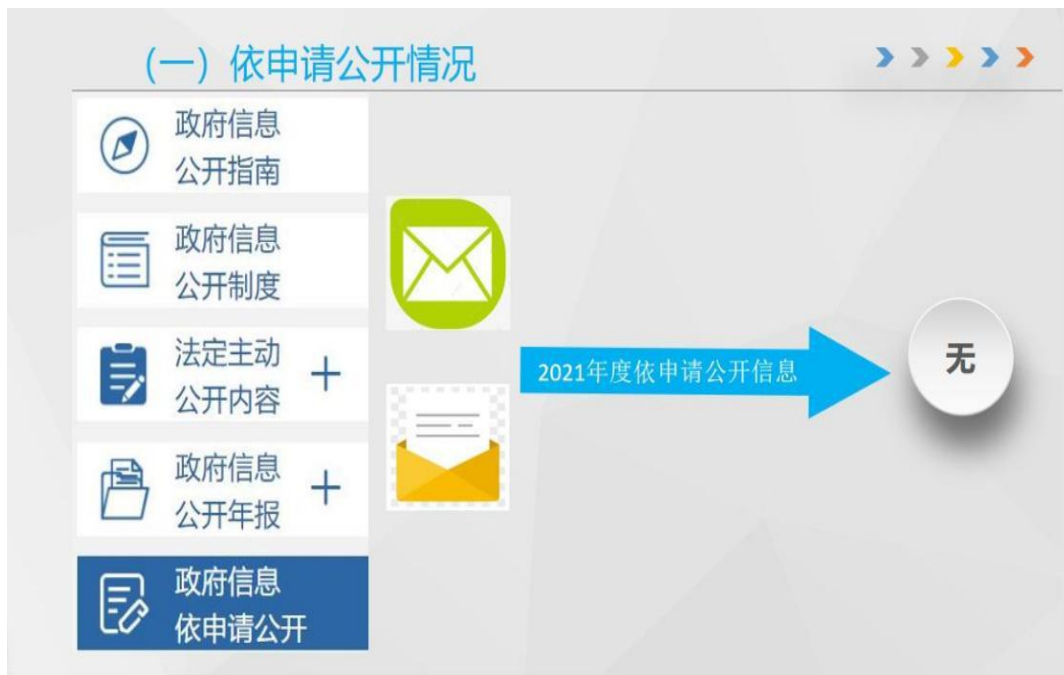 （一）依申请公开情况
政府信息
公开指南
政府信息
公开制度
法定主动
公开内容
政府信息
公开年报
政府信息
依申请公开
2021年度依申请公开信息
无